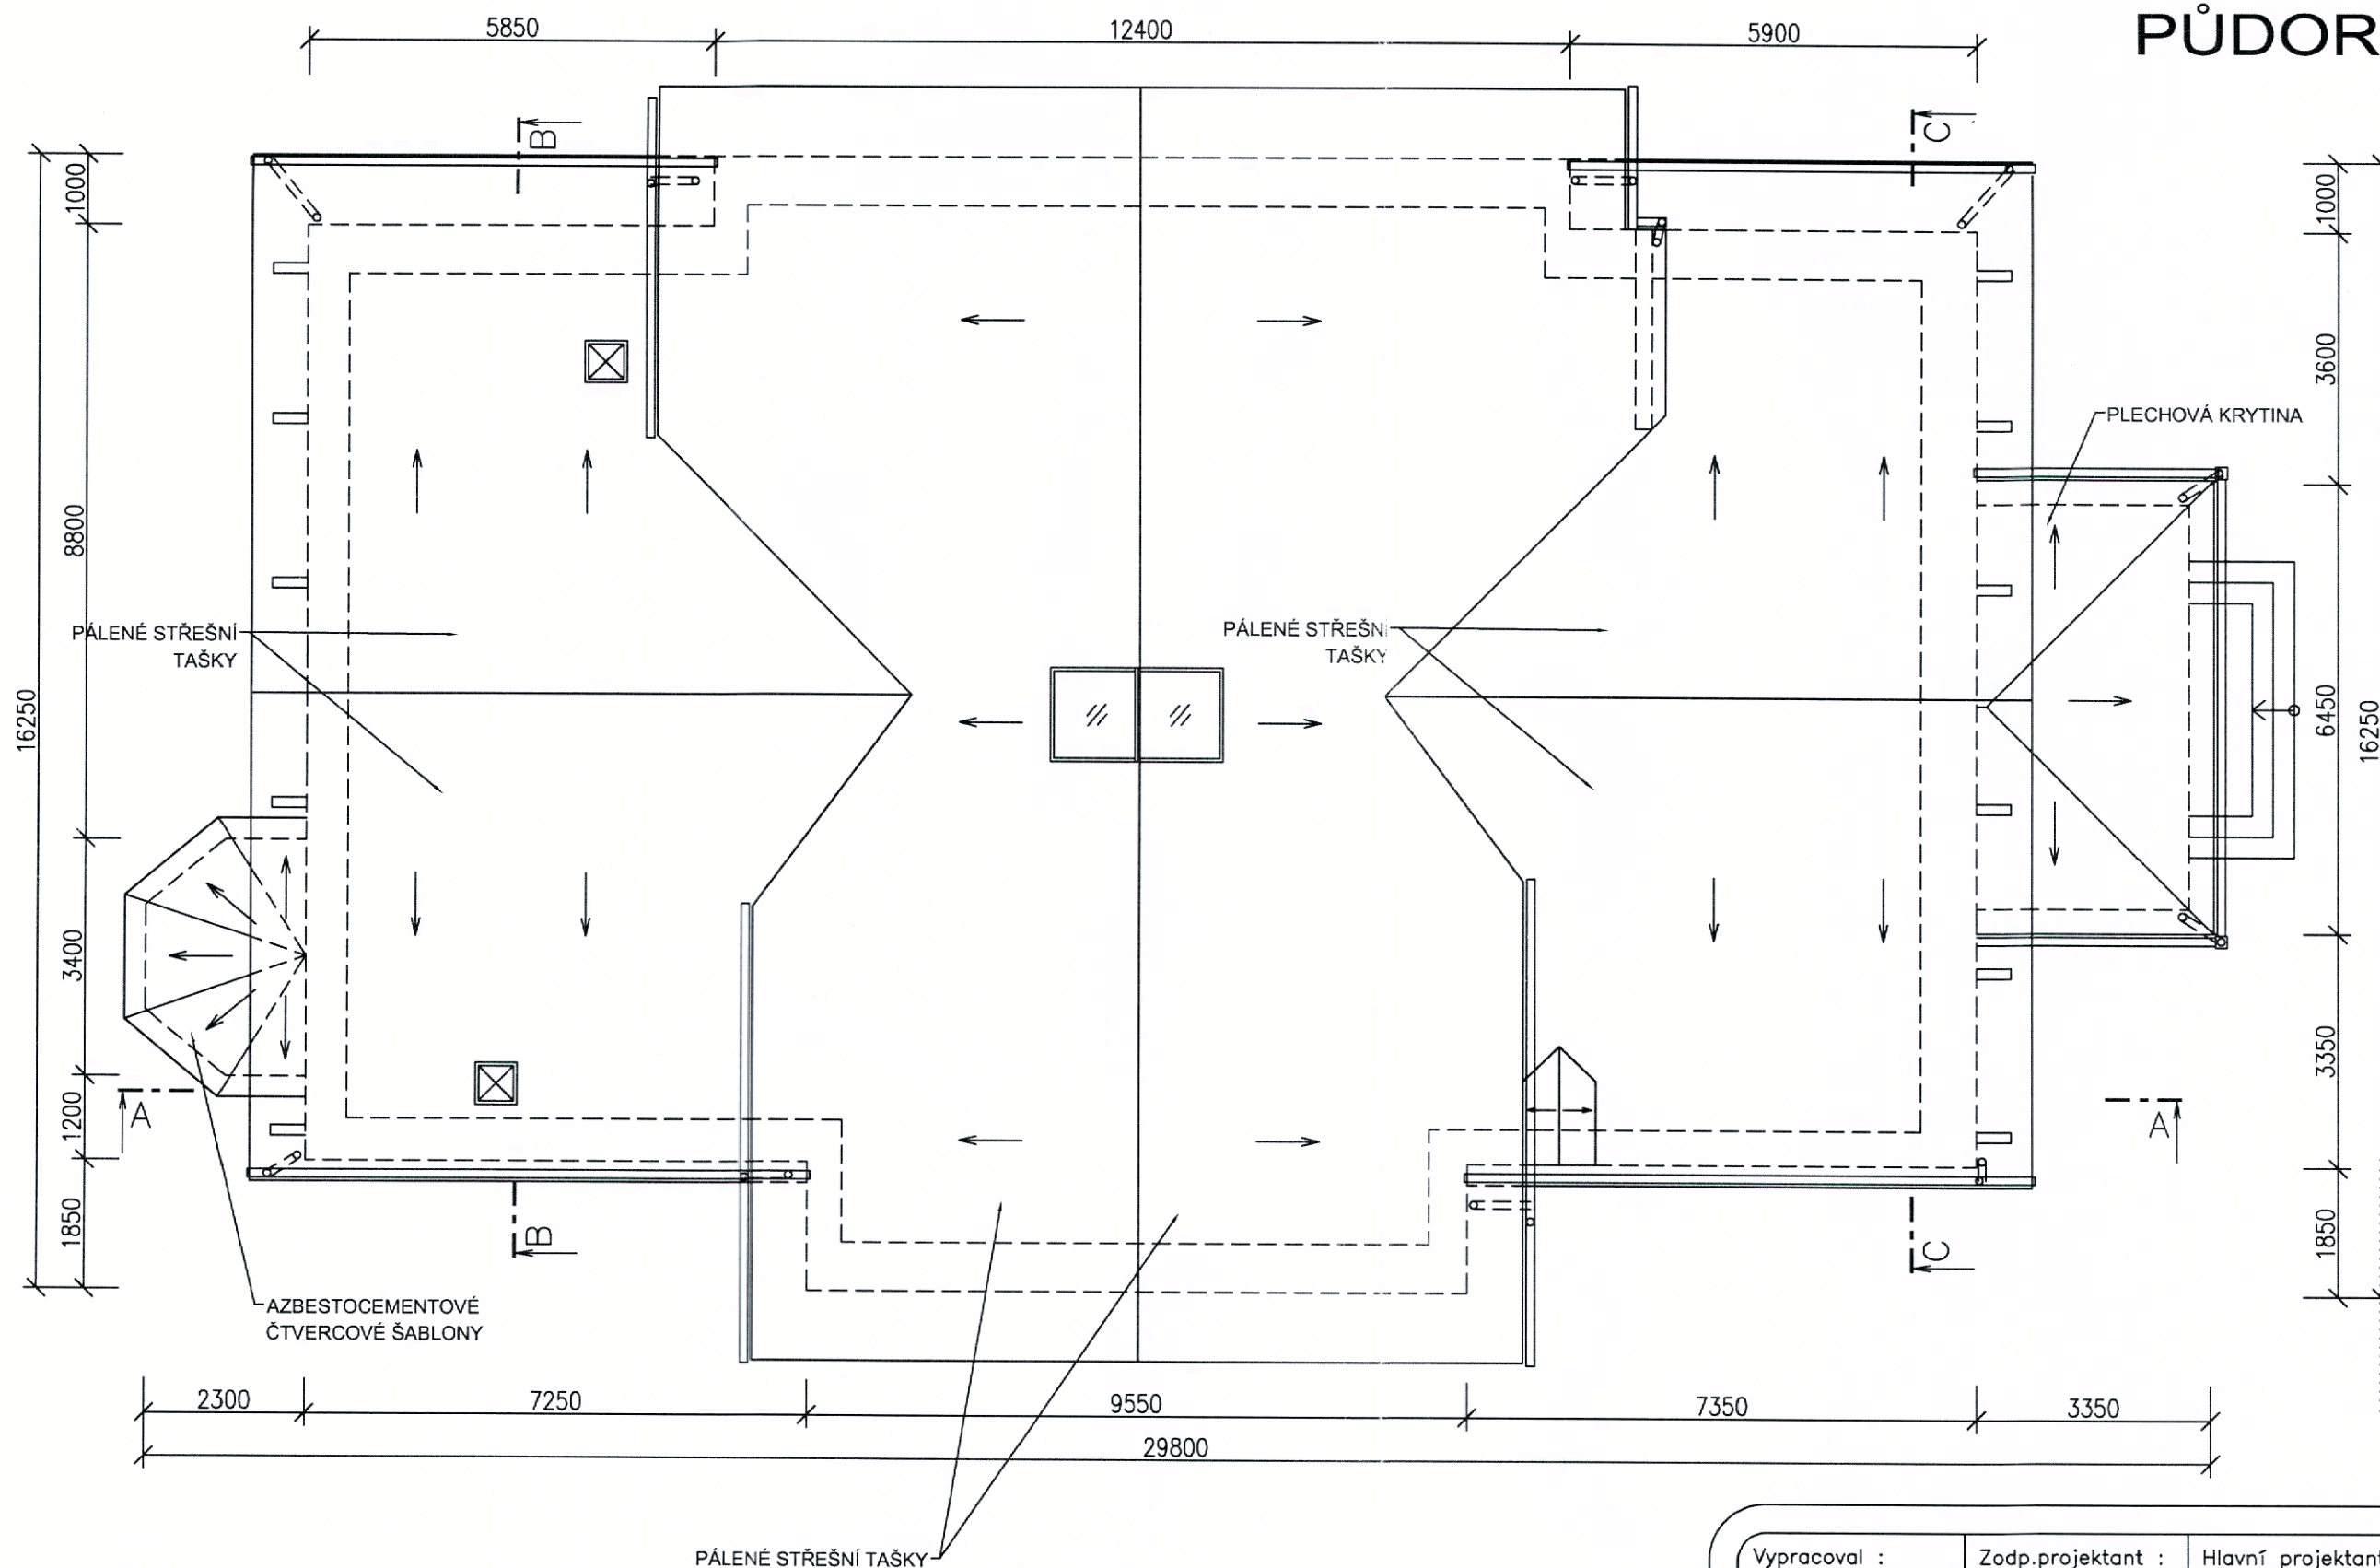 PŮDOR
5850
12400
5900
B
C
1000
1000
3600
8800
PLECHOVÁ KRYTINA
PÁLENÉ STŘEŠNÍ
TAŠKY
PÁLENÉ STŘEŠNÍ
TAŠKY
16250
6450
16250
3400
A
1200
3350
A
1850
B
C
1850
AZBESTOCEMENTOVÉ
ČTVERCOVÉ ŠABLONY
2300
7250
9550
7350
3350
29800
PÁLENÉ STŘEŠNÍ TAŠKY
Vypracoval :
Zodp.projektant :
Hlavní projektant